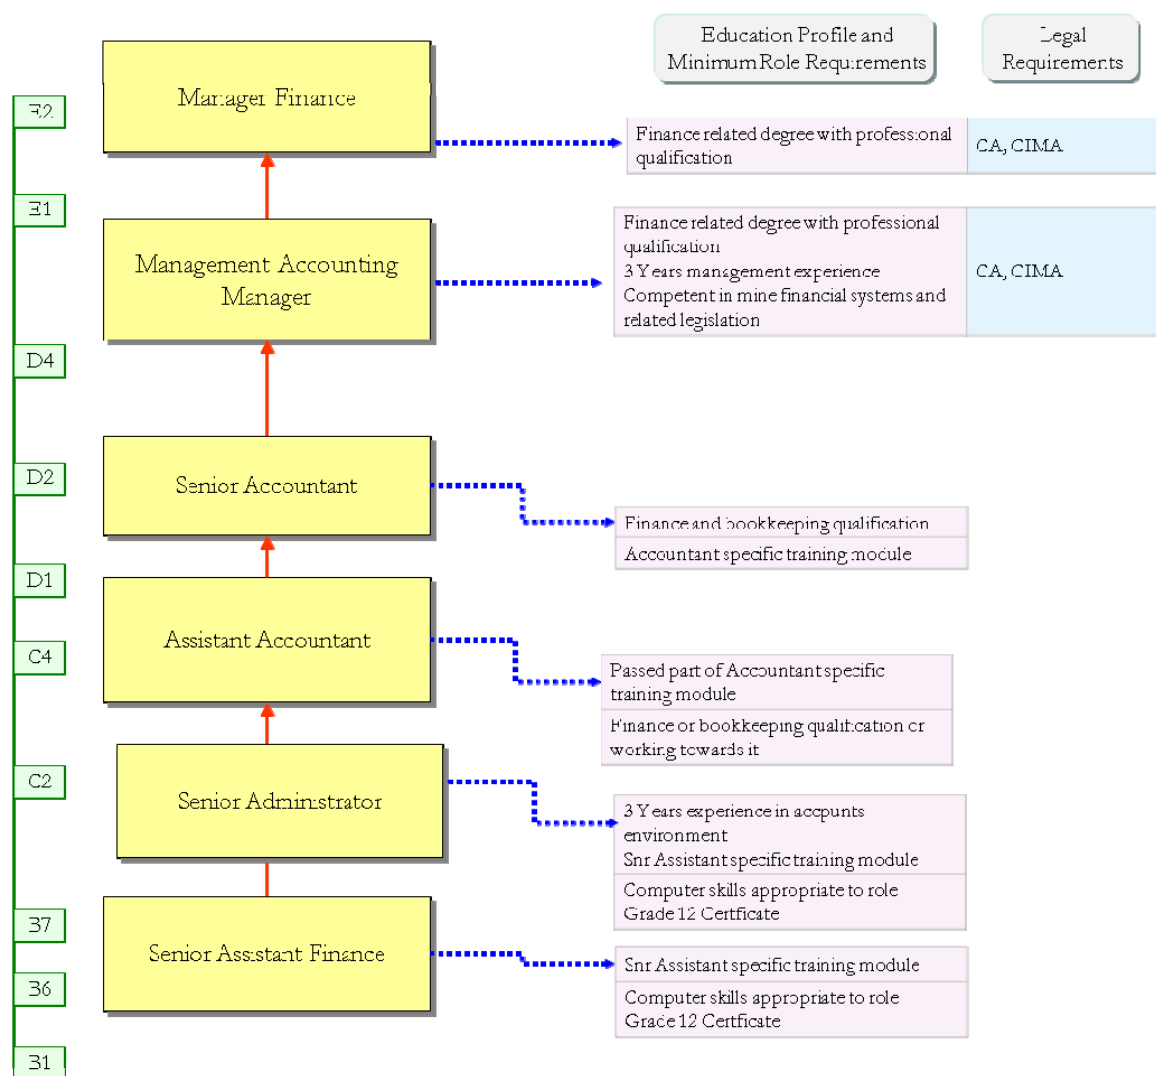 Education Profile and
Minimum Role Requirements
Legal
Requirements
E2
Manager Finance
Finance related degree with professional
qualification
CA, CIMA
E1
Management Accounting
Manager
Finance related degree with professional
qualification
3 Years management experience
Competent in mine financial systems and
related legislation
CA, CIMA
D4
D2
Senior Accountant
Finance and bookkeeping qualification
Accountant specific training module
D1
Assistant Accountant
C4
Passed part of Accountant specific
training module
Finance or bookkeeping qualification or
working towards it
C2
Senior Administrator
3 Years experience in accounts
environment
Snr Assistant specific training module
Computer skills appropriate to role
Grade 12 Certficate
B7
Senior Assistant Finance
Snr Assistant specific training module
B6
Computer skills appropriate to role
Grade 12 Certficate
B1